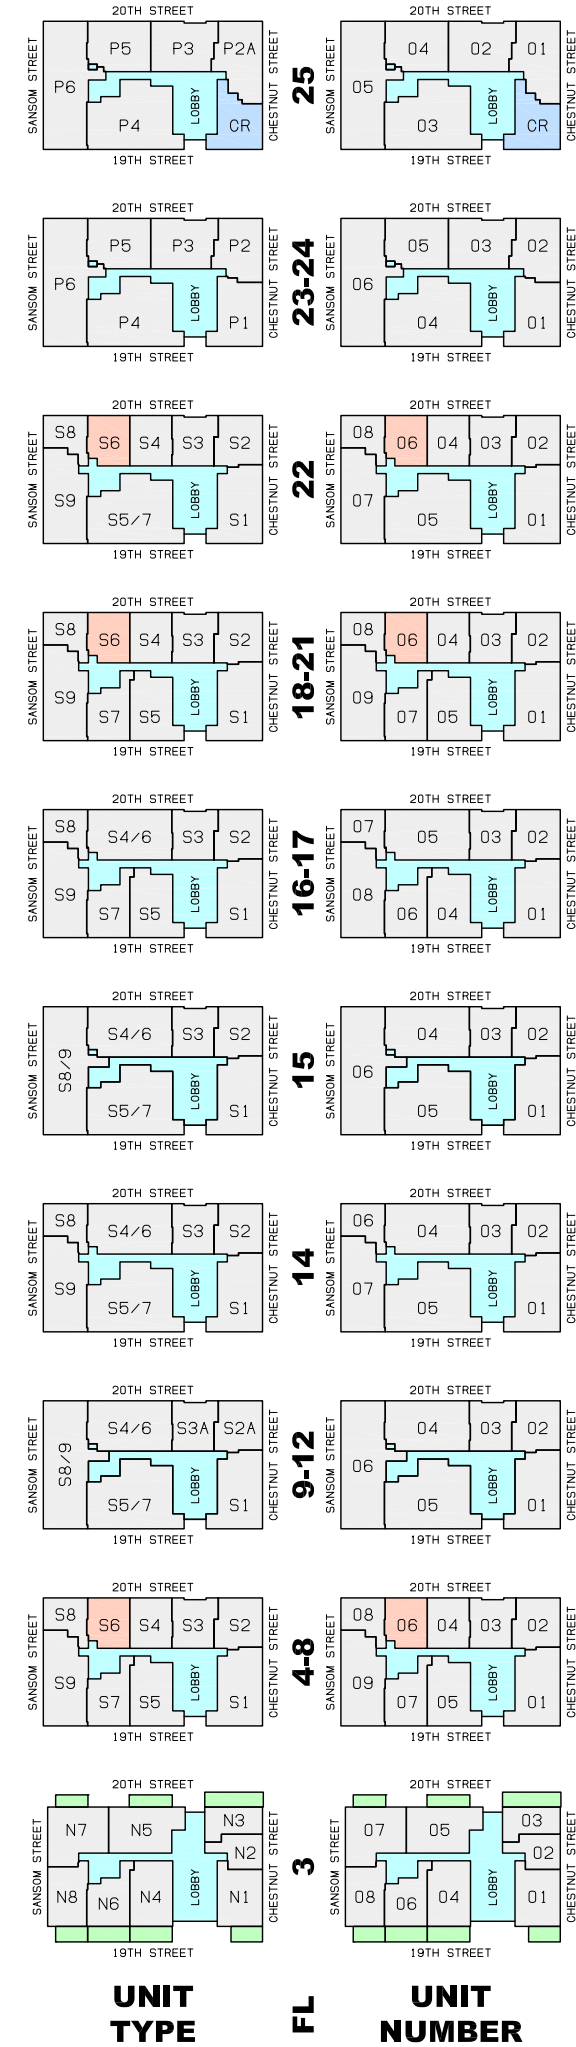 20TH STREET
20TH STREET
SANSOM STREET
P5
P3
P2A
P6
P4
LOBBY
CR
CHESTNUT STREET
25
SANSOM STREET
04
02
01
05
03
LOBBY
CR
CHESTNUT STREET
19TH STREET
19TH STREET
20TH STREET
20TH STREET
SANSOM STREET
P5
P3
P2
P6
P4
LOBBY
P1
CHESTNUT STREET
23-24
SANSOM STREET
05
03
02
06
04
LOBBY
01
CHESTNUT STREET
19TH STREET
19TH STREET
20TH STREET
20TH STREET
SANSOM STREET
S8
S6
S4
S3
S2
S9
S5/7
LOBBY
S1
CHESTNUT STREET
22
SANSOM STREET
08
06
04
03
02
07
05
LOBBY
01
CHESTNUT STREET
19TH STREET
19TH STREET
20TH STREET
20TH STREET
SANSOM STREET
S8
S6
S4
S3
S2
S9
S7
S5
LOBBY
S1
CHESTNUT STREET
18-21
SANSOM STREET
08
06
04
03
02
09
07
05
LOBBY
01
CHESTNUT STREET
19TH STREET
19TH STREET
20TH STREET
20TH STREET
SANSOM STREET
S8
S4/6
S3
S2
S9
S7
S5
LOBBY
S1
CHESTNUT STREET
16-17
SANSOM STREET
07
05
03
02
08
06
04
LOBBY
01
CHESTNUT STREET
19TH STREET
19TH STREET
20TH STREET
20TH STREET
SANSOM STREET
S8/9
S4/6
S3
S2
S5/7
LOBBY
S1
CHESTNUT STREET
15
SANSOM STREET
04
03
02
06
05
LOBBY
01
CHESTNUT STREET
19TH STREET
19TH STREET
20TH STREET
20TH STREET
SANSOM STREET
S8
S4/6
S3
S2
S9
S5/7
LOBBY
S1
CHESTNUT STREET
14
SANSOM STREET
06
04
03
02
07
05
LOBBY
01
CHESTNUT STREET
19TH STREET
19TH STREET
20TH STREET
20TH STREET
SANSOM STREET
S8/9
S4/6
S3A
S2A
S5/7
LOBBY
S1
CHESTNUT STREET
9-12
SANSOM STREET
04
03
02
06
05
LOBBY
01
CHESTNUT STREET
19TH STREET
19TH STREET
20TH STREET
20TH STREET
SANSOM STREET
S8
S6
S4
S3
S2
S9
S7
S5
LOBBY
S1
CHESTNUT STREET
4-8
SANSOM STREET
08
06
04
03
02
09
07
05
LOBBY
01
CHESTNUT STREET
19TH STREET
19TH STREET
20TH STREET
20TH STREET
SANSOM STREET
N7
N5
N3
N2
N8
N6
N4
LOBBY
N1
CHESTNUT STREET
3
SANSOM STREET
07
05
03
02
08
06
04
LOBBY
01
CHESTNUT STREET
19TH STREET
19TH STREET
UNIT
TYPE
FL
UNIT
NUMBER